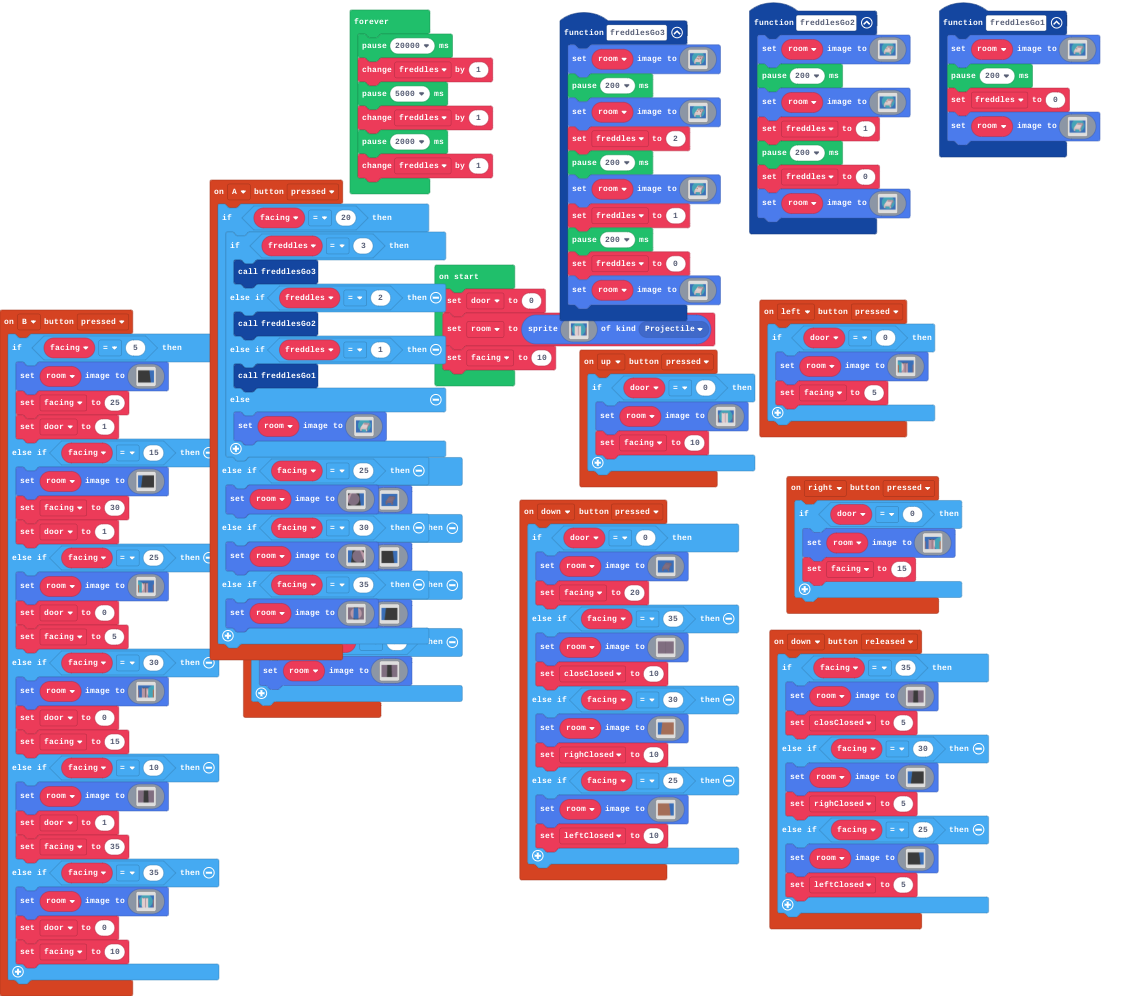 forever
pause 20000 ms
change freddles by 1
pause 5000 ms
change freddles by 1
pause 2000 ms
change freddles by 1
function freddlesGo3
set room image to
pause 200 ms
set room image to
set freddles to 2
pause 200 ms
set room image to
set freddles to 1
pause 200 ms
set freddles to 0
set room image to
function freddlesGo2
set room image to
pause 200 ms
set room image to
set freddles to 1
pause 200 ms
set freddles to 0
set room image to
function freddlesGo1
set room image to
pause 200 ms
set freddles to 0
set room image to
on A button pressed
if facing = 20 then
if freddles = 3 then
call freddlesGo3
else if freddles = 2 then
call freddlesGo2
else if freddles = 1 then
call freddlesGo1
else
set room image to
else if facing = 25 then
set room image to
else if facing = 30 then
hen
set room image to
else if facing = 35 then
hen
set room image to
then
set room image to
on start
set door to 0
set room to sprite of kind Projectile
set facing to 10
on B button pressed
if facing = 5 then
set room image to
set facing to 25
set door to 1
else if facing = 15 then
set room image to
set facing to 30
set door to 1
else if facing = 25 then
set room image to
set door to 0
set facing to 5
else if facing = 30 then
set room image to
set door to 0
set facing to 15
else if facing = 10 then
set room image to
set door to 1
set facing to 35
else if facing = 35 then
set room image to
set door to 0
set facing to 10
on up button pressed
if door = 0 then
set room image to
set facing to 10
on left button pressed
if door = 0 then
set room image to
set facing to 5
on right button pressed
if door = 0 then
set room image to
set facing to 15
on down button pressed
if door = 0 then
set room image to
set facing to 20
else if facing = 35 then
set room image to
set closClosed to 10
else if facing = 30 then
set room image to
set righClosed to 10
else if facing = 25 then
set room image to
set leftClosed to 10
on down button released
if facing = 35 then
set room image to
set closClosed to 5
else if facing = 30 then
set room image to
set righClosed to 5
else if facing = 25 then
set room image to
set leftClosed to 5